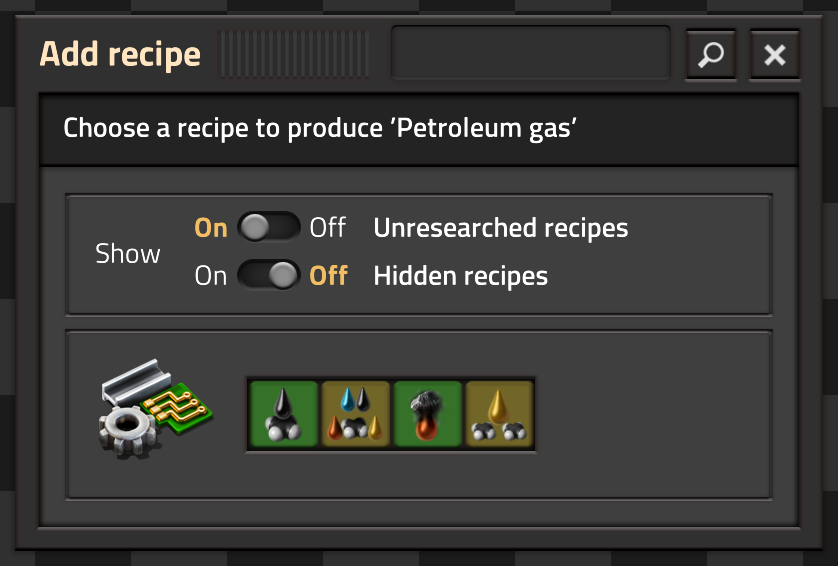 Add recipe
Choose a recipe to produce 'Petroleum gas'
Show
On Off Unresearched recipes
On Off Hidden recipes